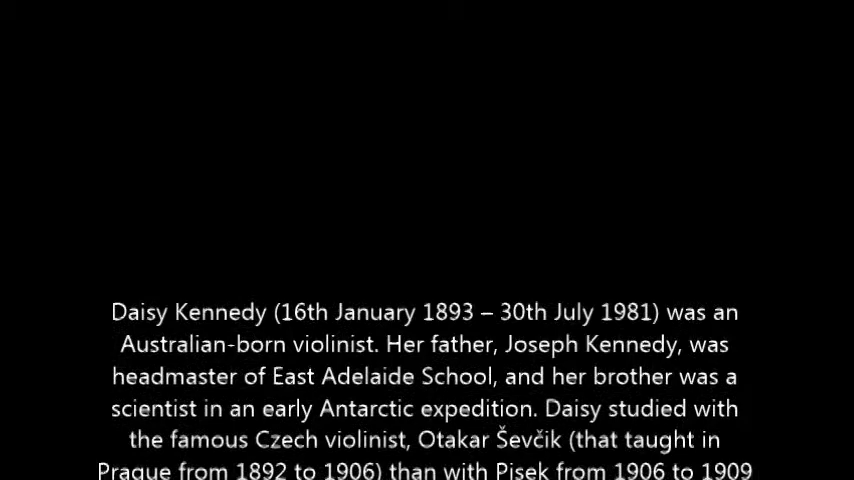 Daisy Kennedy (16th January 1893 – 30th July 1981) was an
Australian-born violinist. Her father, Joseph Kennedy, was
headmaster of East Adelaide School, and her brother was a
scientist in an early Antarctic expedition. Daisy studied with
the famous Czech violinist, Otakar Ševčik (that taught in
Prague from 1892 to 1906) than with Pisek from 1906 to 1909